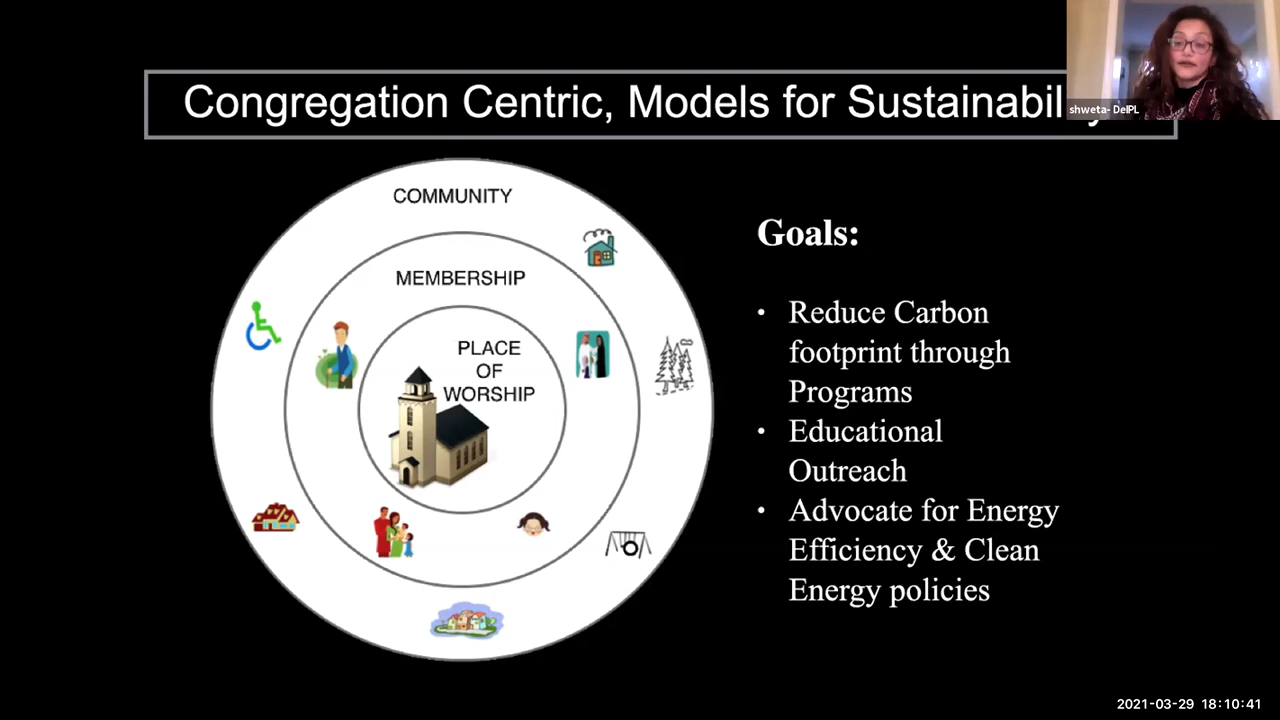 Congregation Centric, Models for Sustainabil
shweta- DelPL
COMMUNITY
MEMBERSHIP
PLACE
OF
WORSHIP
Goals:
• Reduce Carbon
footprint through
Programs
• Educational
Outreach
• Advocate for Energy
Efficiency & Clean
Energy policies
2021-03-29 18:10:41